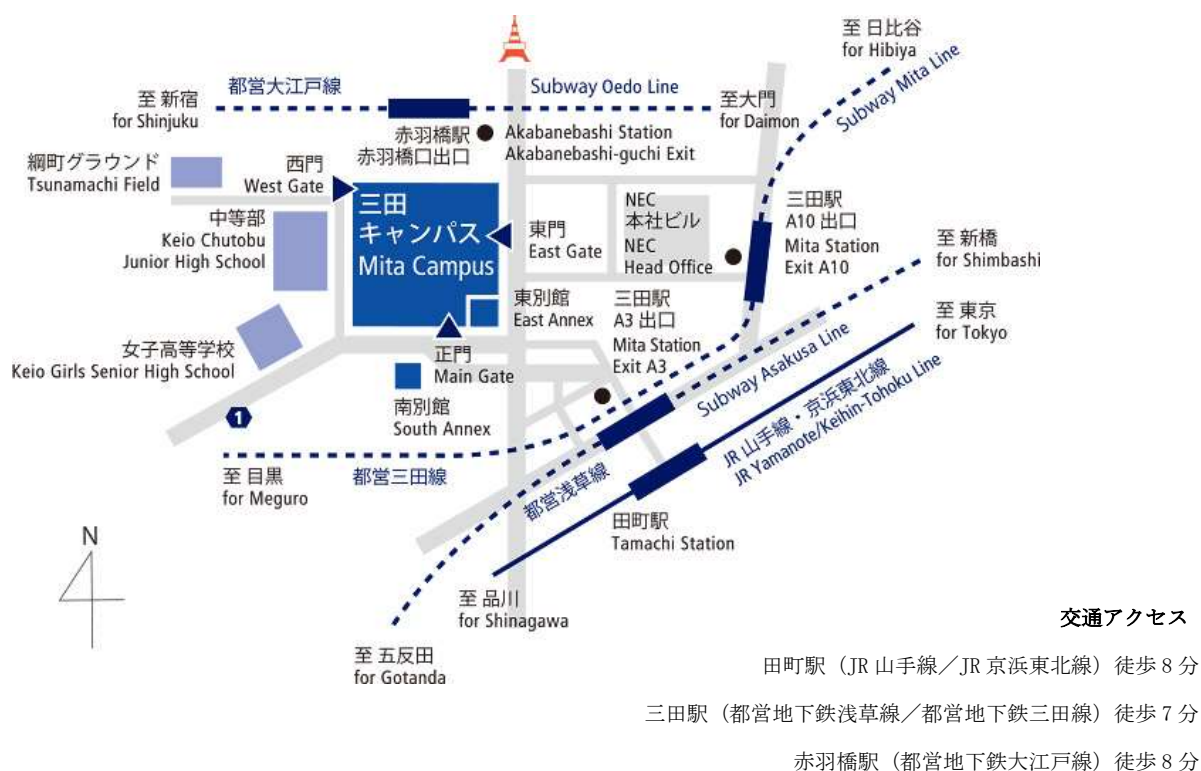 至 日比谷
for Hibiya
Subway Mita Line
都営大江戸線
Subway Oedo Line
至 新宿
for Shinjuku
至大門
for Daimon
赤羽橋駅
赤羽橋口出口
Akabanebashi Station
Akabanebashi-guchi Exit
綱町グラウンド
Tsunamachi Field
西門
West Gate
三田
キャンパス
Mita Campus
中等部
Keio Chutobu
Junior High School
東門
East Gate
NEC
本社ビル
NEC
Head Office
三田駅
A10 出口
Mita Station
Exit A10
至 新橋
for Shimbashi
東別館
East Annex
三田駅
A3 出口
Mita Station
Exit A3
至 東京
for Tokyo
女子高等学校
Keio Girls Senior High School
正門
Main Gate
Subway Asakusa Line
1
南別館
South Annex
JR 山手線・京浜東北線
JR Yamanote/Keihin-Tohoku Line
至 目黒
for Meguro
都営三田線
都営浅草線
田町駅
Tamachi Station
N
至 品川
for Shinagawa
至 五反田
for Gotanda
交通アクセス
田町駅（JR 山手線／JR 京浜東北線）徒歩 8 分
三田駅（都営地下鉄浅草線／都営地下鉄三田線）徒歩 7 分
赤羽橋駅（都営地下鉄大江戸線）徒歩 8 分